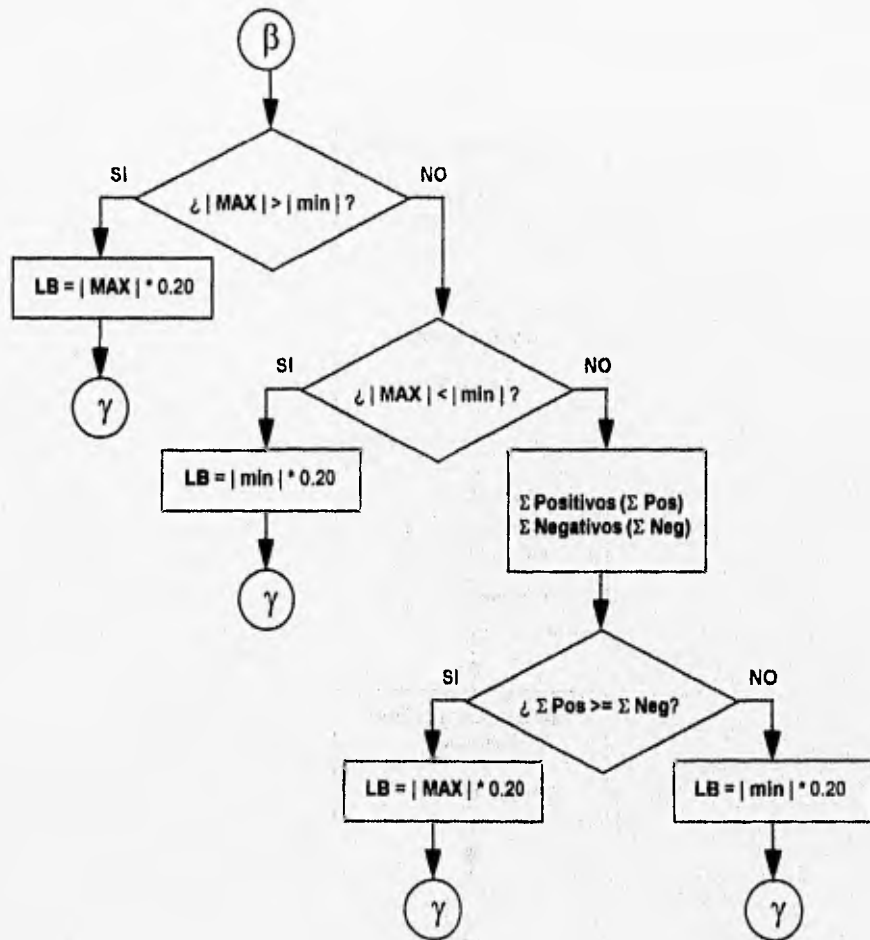 β
SI
NO
¿ | MAX | > | min | ?
LB = | MAX | * 0.20
γ
SI
NO
¿ | MAX | < | min | ?
LB = | min | * 0.20
γ
Σ Positivos (Σ Pos)
Σ Negativos (Σ Neg)
SI
NO
¿ Σ Pos >= Σ Neg?
LB = | MAX | * 0.20
LB = | min | * 0.20
γ
γ